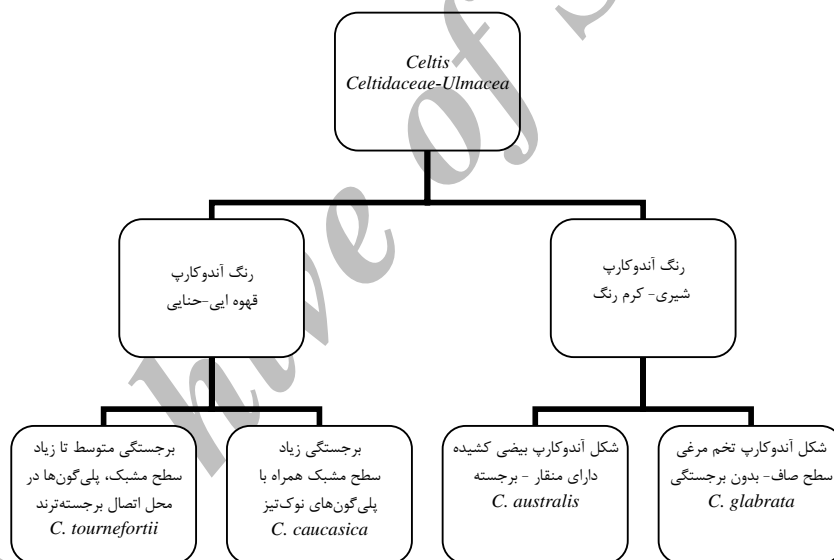 Celtis
Celtidaceae-Ulmacea
رنگ آندوکارپ
شیری- کرم رنگ
رنگ آندوکارپ
قهوه ایی-حنایی
شکل آندوکارپ تخم مرغی
سطح صاف- بدون برجستگی
C. glabrata
شکل آندوکارپ بیضی کشیده
دارای منقار - برجسته
C. australis
برجستگی زیاد
سطح مشبک همراه با
پلی‌گون‌های نوک‌تیز
C. caucasica
برجستگی متوسط تا زیاد
سطح مشبک، پلی‌گون‌ها در
محل اتصال برجسته‌ترند
C. tournefortii
hive of S